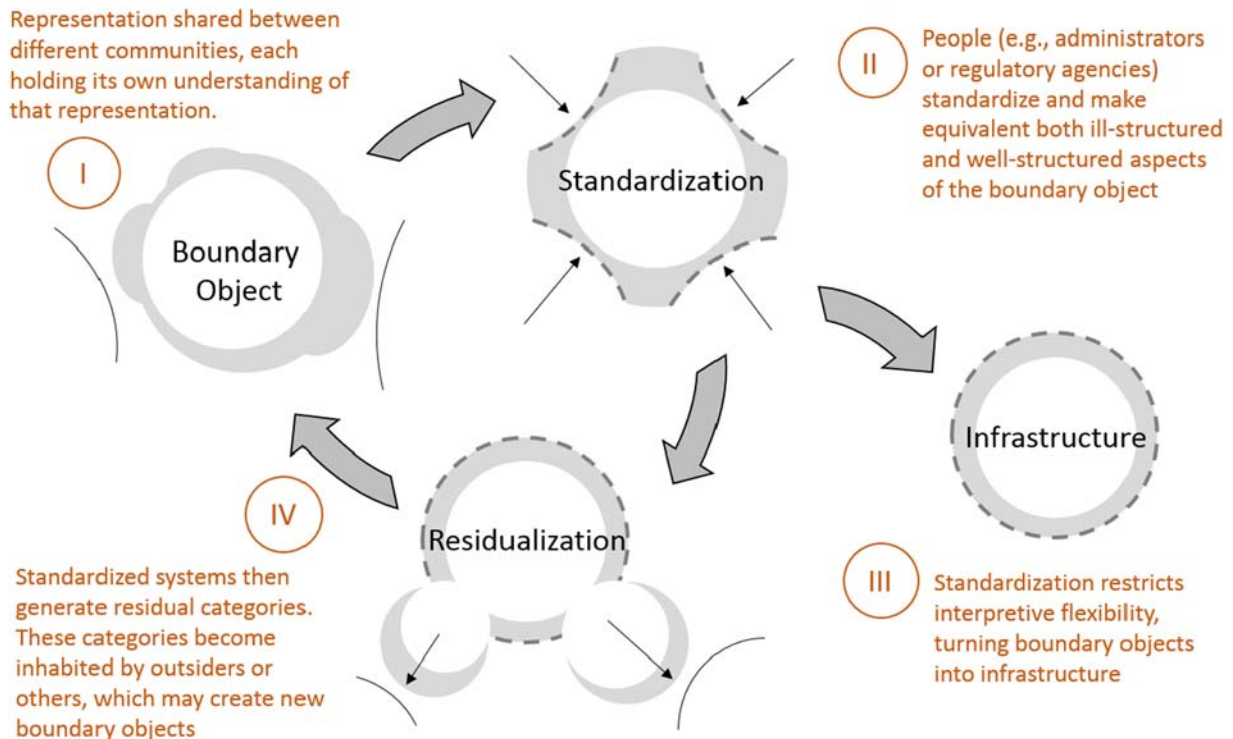 Representation shared between
different communities, each
holding its own understanding of
that representation.
I
Boundary
Object
Standardization
II
People (e.g., administrators
or regulatory agencies)
standardize and make
equivalent both ill-structured
and well-structured aspects
of the boundary object
Infrastructure
III
Standardization restricts
interpretive flexibility,
turning boundary objects
into infrastructure
Residualization
IV
Standardized systems then
generate residual categories.
These categories become
inhabited by outsiders or
others, which may create new
boundary objects